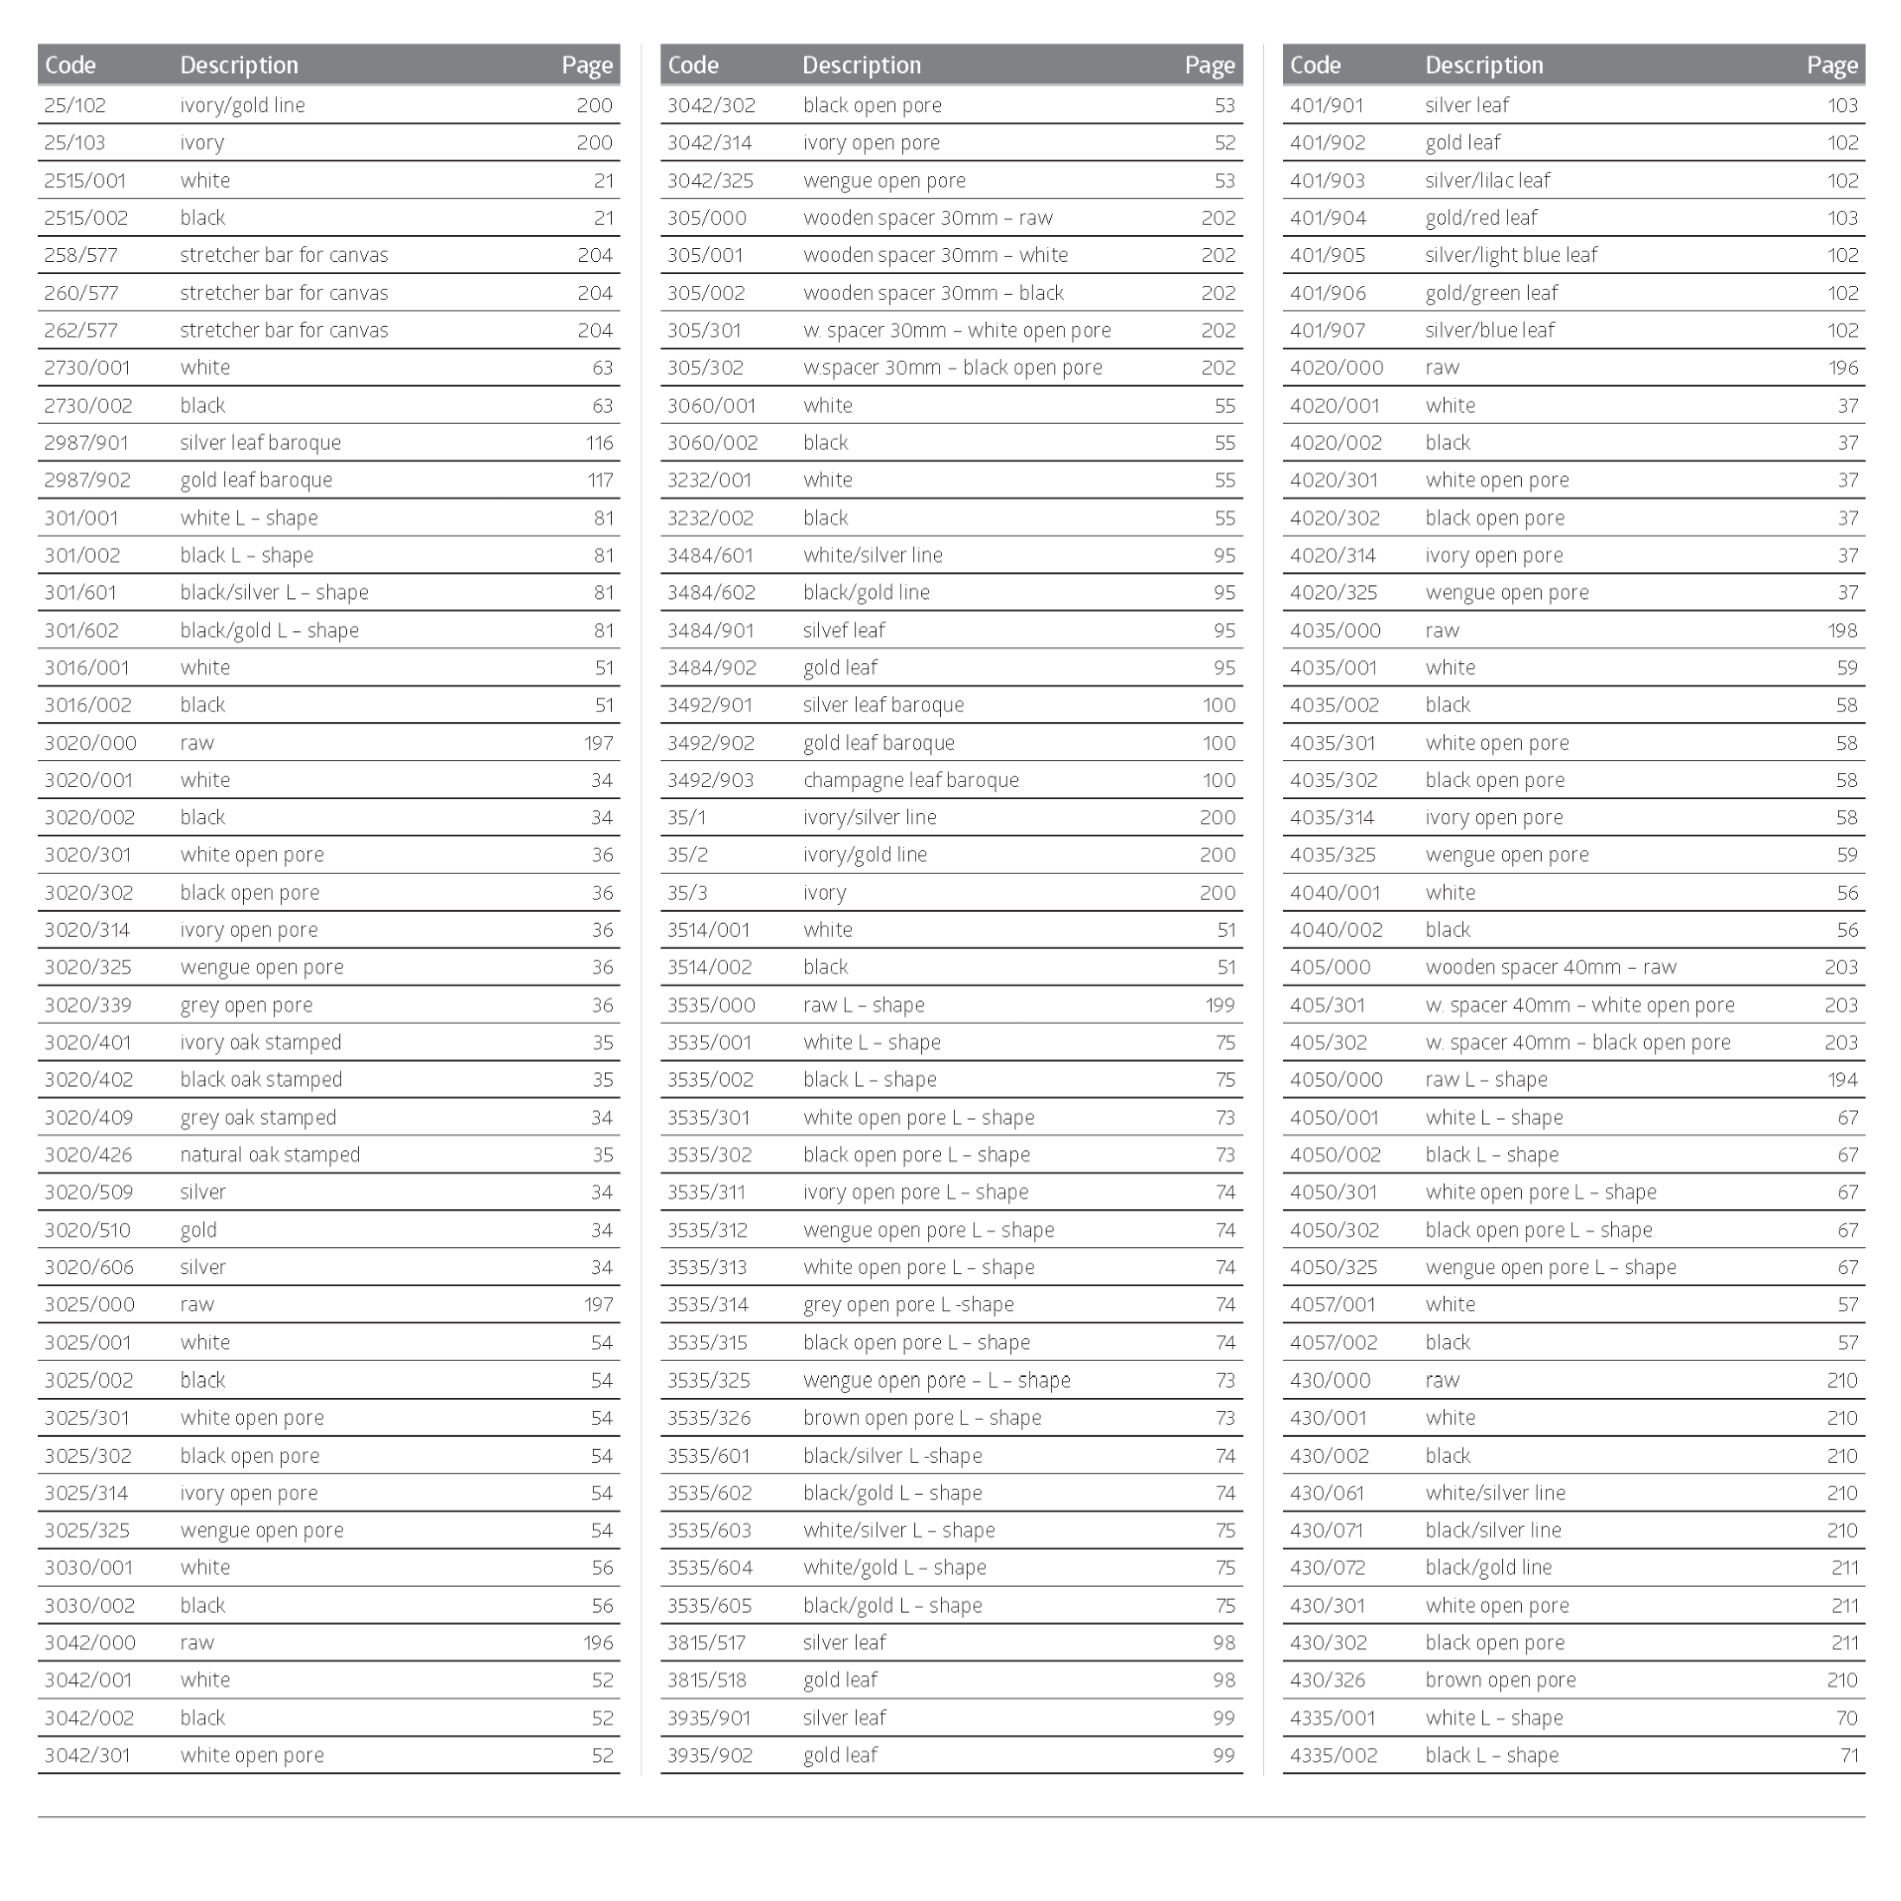 Code Description Page
25/102 ivory/gold line 200
25/103 ivory 200
2515/001 white 21
2515/002 black 21
258/577 stretcher bar for canvas 204
260/577 stretcher bar for canvas 204
262/577 stretcher bar for canvas 204
2730/001 white 63
2730/002 black 63
2987/901 silver leaf baroque 116
2987/902 gold leaf baroque 117
301/001 white L – shape 81
301/002 black L – shape 81
301/601 black/silver L – shape 81
301/602 black/gold L – shape 81
3016/001 white 51
3016/002 black 51
3020/000 raw 197
3020/001 white 34
3020/002 black 34
3020/301 white open pore 36
3020/302 black open pore 36
3020/314 ivory open pore 36
3020/325 wengue open pore 36
3020/339 grey open pore 36
3020/401 ivory oak stamped 35
3020/402 black oak stamped 35
3020/409 grey oak stamped 34
3020/426 natural oak stamped 35
3020/509 silver 34
3020/510 gold 34
3020/606 silver 34
3025/000 raw 197
3025/001 white 54
3025/002 black 54
3025/301 white open pore 54
3025/302 black open pore 54
3025/314 ivory open pore 54
3025/325 wengue open pore 54
3030/001 white 56
3030/002 black 56
3042/000 raw 196
3042/001 white 52
3042/002 black 52
3042/301 white open pore 52
Code Description Page
3042/302 black open pore 53
3042/314 ivory open pore 52
3042/325 wengue open pore 53
305/000 wooden spacer 30mm – raw 202
305/001 wooden spacer 30mm – white 202
305/002 wooden spacer 30mm – black 202
305/301 w. spacer 30mm – white open pore 202
305/302 w.spacer 30mm – black open pore 202
3060/001 white 55
3060/002 black 55
3232/001 white 55
3232/002 black 55
3484/601 white/silver line 95
3484/602 black/gold line 95
3484/901 silvef leaf 95
3484/902 gold leaf 95
3492/901 silver leaf baroque 100
3492/902 gold leaf baroque 100
3492/903 champagne leaf baroque 100
35/1 ivory/silver line 200
35/2 ivory/gold line 200
35/3 ivory 200
3514/001 white 51
3514/002 black 51
3535/000 raw L – shape 199
3535/001 white L – shape 75
3535/002 black L – shape 75
3535/301 white open pore L – shape 73
3535/302 black open pore L – shape 73
3535/311 ivory open pore L – shape 74
3535/312 wengue open pore L – shape 74
3535/313 white open pore L – shape 74
3535/314 grey open pore L -shape 74
3535/315 black open pore L – shape 74
3535/325 wengue open pore – L – shape 73
3535/326 brown open pore L – shape 73
3535/601 black/silver L -shape 74
3535/602 black/gold L – shape 74
3535/603 white/silver L – shape 75
3535/604 white/gold L – shape 75
3535/605 black/gold L – shape 75
3815/517 silver leaf 98
3815/518 gold leaf 98
3935/901 silver leaf 99
3935/902 gold leaf 99
Code Description Page
401/901 silver leaf 103
401/902 gold leaf 102
401/903 silver/lilac leaf 102
401/904 gold/red leaf 103
401/905 silver/light blue leaf 102
401/906 gold/green leaf 102
401/907 silver/blue leaf 102
4020/000 raw 196
4020/001 white 37
4020/002 black 37
4020/301 white open pore 37
4020/302 black open pore 37
4020/314 ivory open pore 37
4020/325 wengue open pore 37
4035/000 raw 198
4035/001 white 59
4035/002 black 58
4035/301 white open pore 58
4035/302 black open pore 58
4035/314 ivory open pore 58
4035/325 wengue open pore 59
4040/001 white 56
4040/002 black 56
405/000 wooden spacer 40mm – raw 203
405/301 w. spacer 40mm – white open pore 203
405/302 w. spacer 40mm – black open pore 203
4050/000 raw L – shape 194
4050/001 white L – shape 67
4050/002 black L – shape 67
4050/301 white open pore L – shape 67
4050/302 black open pore L – shape 67
4050/325 wengue open pore L – shape 67
4057/001 white 57
4057/002 black 57
430/000 raw 210
430/001 white 210
430/002 black 210
430/061 white/silver line 210
430/071 black/silver line 210
430/072 black/gold line 211
430/301 white open pore 211
430/302 black open pore 211
430/326 brown open pore 210
4335/001 white L – shape 70
4335/002 black L – shape 71